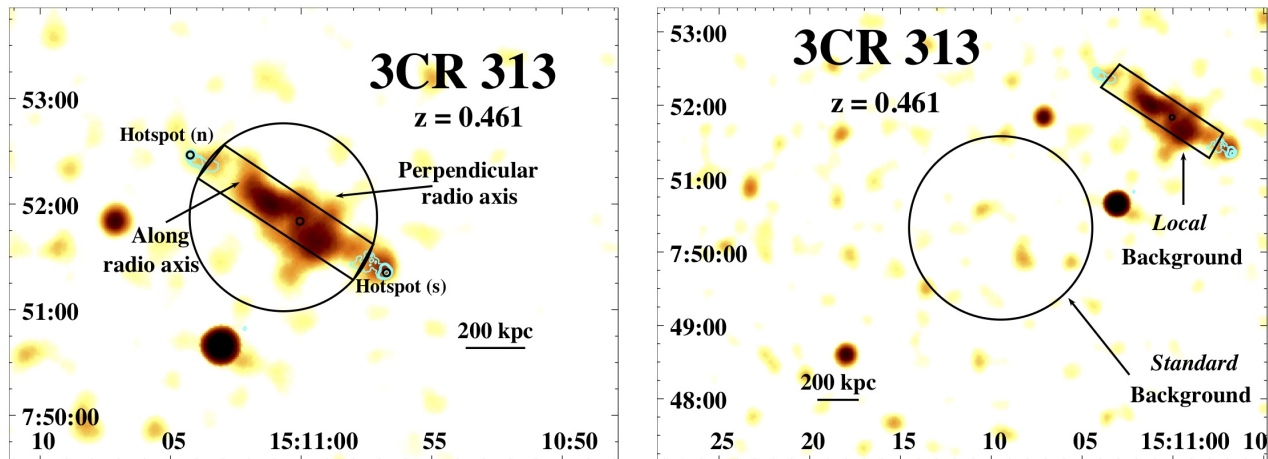 3CR 313
z = 0.461
53:00
Hotspot (n)
Perpendicular
radio axis
52:00
Along
radio axis
Hotspot (s)
51:00
200 kpc
7:50:00
10
05
15:11:00
55
10:50
53:00
3CR 313
z = 0.461
52:00
51:00
Local
Background
7:50:00
49:00
Standard
Background
200 kpc
48:00
25
20
15
10
05
15:11:00
10